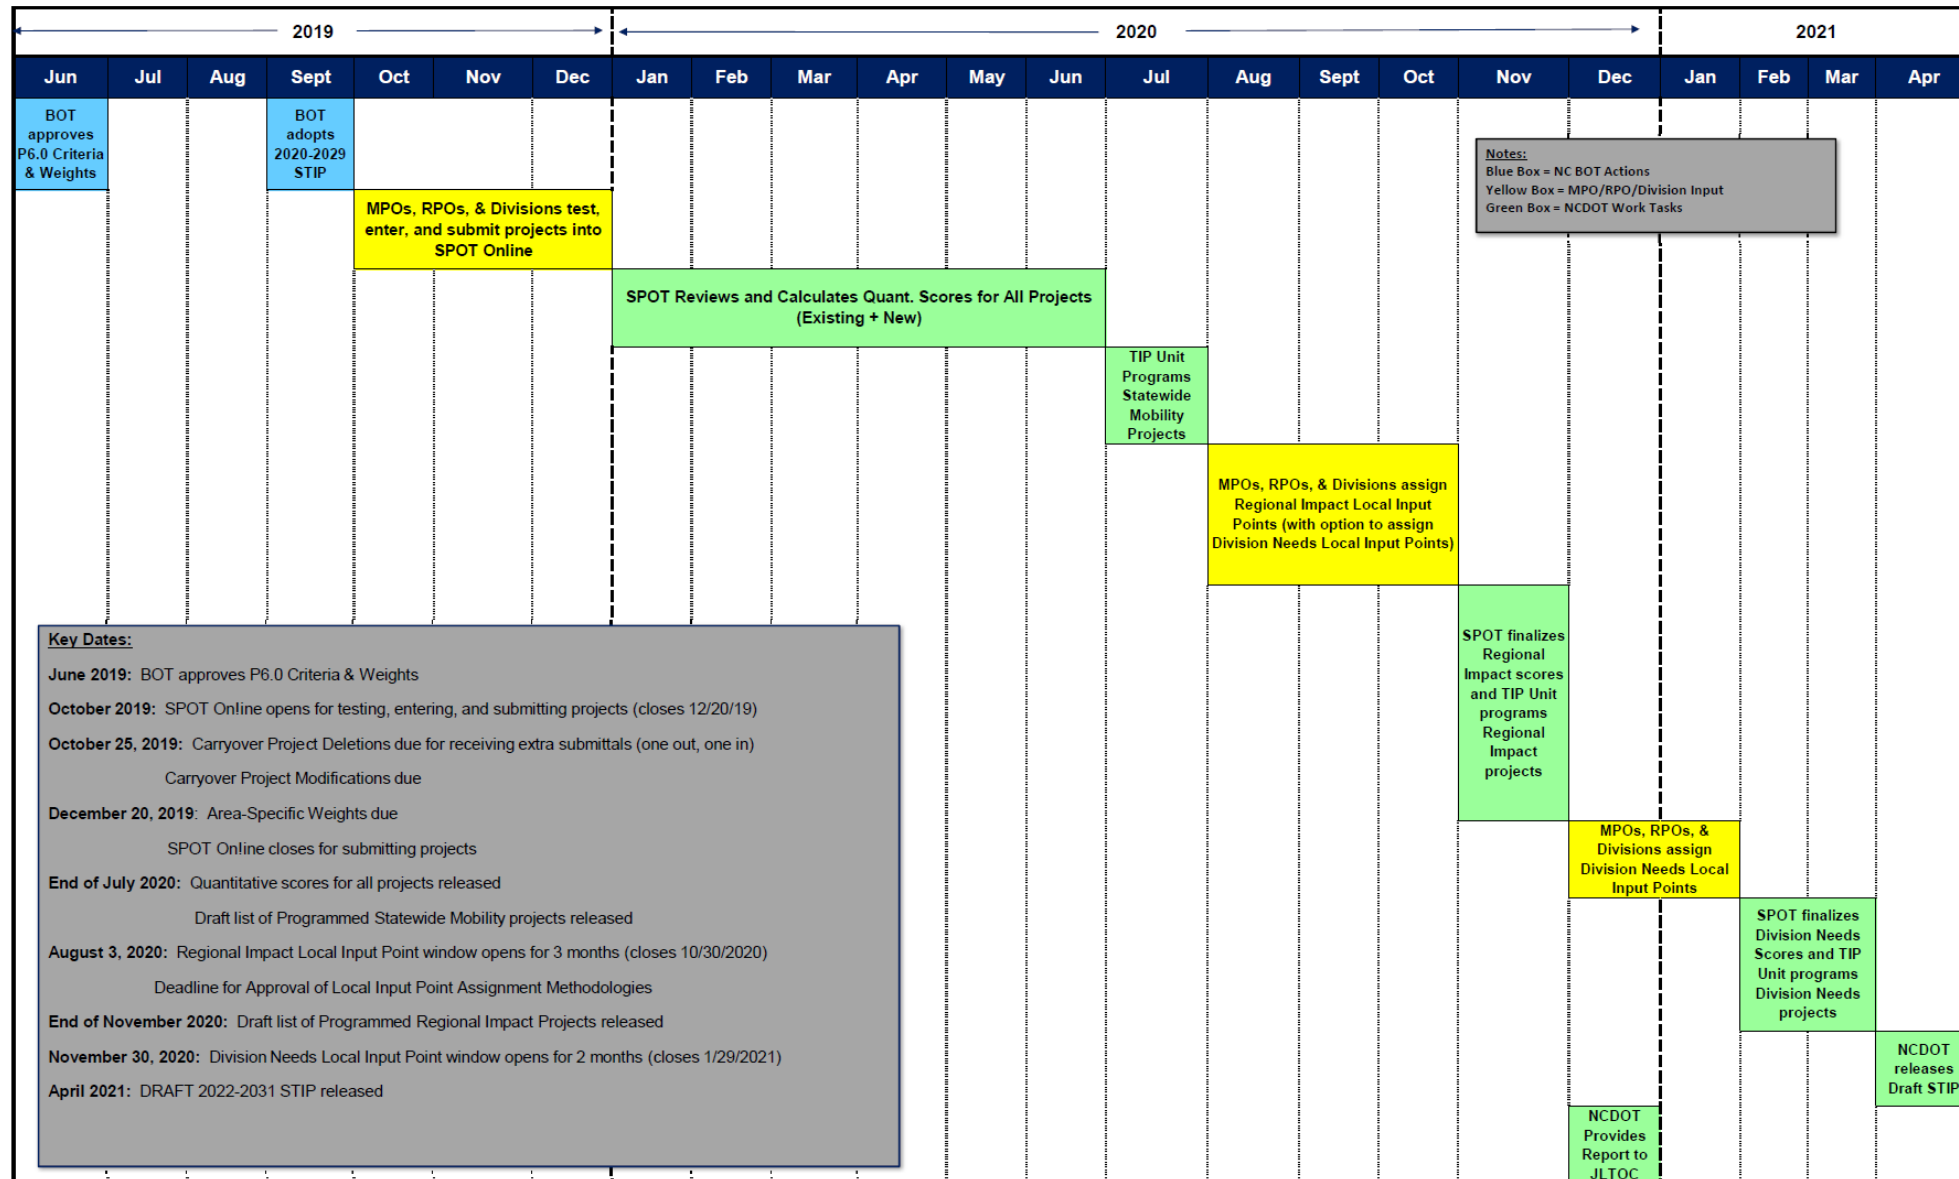 2019
2020
2021
Jun
Jul
Aug
Sept
Oct
Nov
Dec
Jan
Feb
Mar
Apr
May
Jun
Jul
Aug
Sept
Oct
Nov
Dec
Jan
Feb
Mar
Apr
BOT
approves
P6.0 Criteria
& Weights
BOT
adopts
2020-2029
STIP
Notes:
Blue Box = NC BOT Actions
Yellow Box = MPO/RPO/Division Input
Green Box = NCDOT Work Tasks
MPOs, RPOs, & Divisions test,
enter, and submit projects into
SPOT Online
SPOT Reviews and Calculates Quant. Scores for All Projects
(Existing + New)
TIP Unit
Programs
Statewide
Mobility
Projects
MPOs, RPOs, & Divisions assign
Regional Impact Local Input
Points (with option to assign
Division Needs Local Input Points)
SPOT finalizes
Regional
Impact scores
and TIP Unit
programs
Regional
Impact
projects
MPOs, RPOs, &
Divisions assign
Division Needs Local
Input Points
SPOT finalizes
Division Needs
Scores and TIP
Unit programs
Division Needs
projects
NCDOT
releases
Draft STIP
NCDOT
Provides
Report to
JLTOC
Key Dates:
June 2019: BOT approves P6.0 Criteria & Weights
October 2019: SPOT On!ine opens for testing, entering, and submitting projects (closes 12/20/19)
October 25, 2019: Carryover Project Deletions due for receiving extra submittals (one out, one in)
Carryover Project Modifications due
December 20, 2019: Area-Specific Weights due
SPOT On!ine closes for submitting projects
End of July 2020: Quantitative scores for all projects released
Draft list of Programmed Statewide Mobility projects released
August 3, 2020: Regional Impact Local Input Point window opens for 3 months (closes 10/30/2020)
Deadline for Approval of Local Input Point Assignment Methodologies
End of November 2020: Draft list of Programmed Regional Impact Projects released
November 30, 2020: Division Needs Local Input Point window opens for 2 months (closes 1/29/2021)
April 2021: DRAFT 2022-2031 STIP released